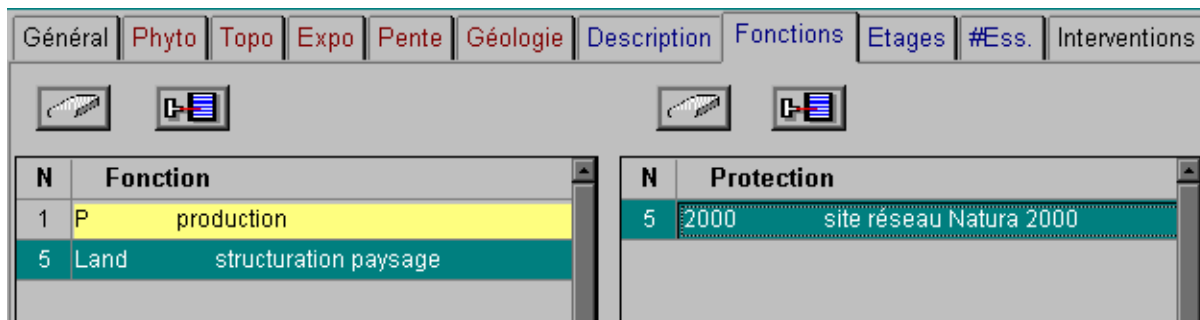 Général Phyto Topo Expo Pente Géologie Description Fonctions Etages #Ess. Interventions
N Fonction
1 P production
5 Land structuration paysage
N Protection
5 2000 site réseau Natura 2000